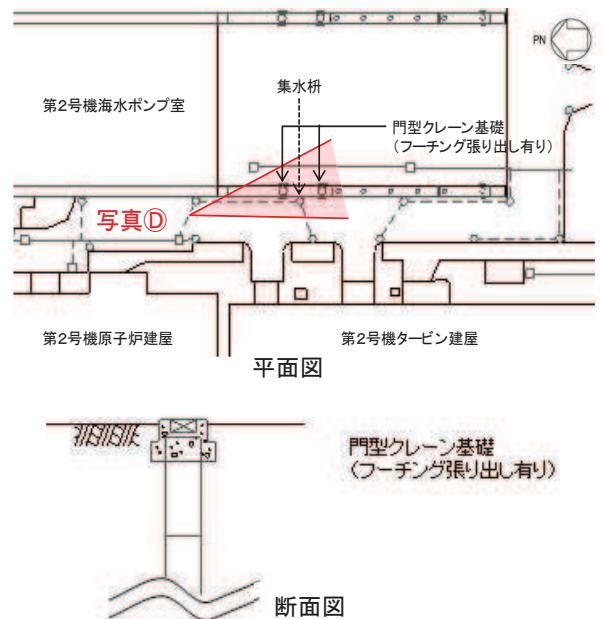 PN
第2号機海水ポンプ室
集水枡
門型クレーン基礎
(フーチング張り出し有り)
写真Ⓓ
第2号機原子炉建屋
第2号機タービン建屋
平面図
門型クレーン基礎
(フーチング張り出し有り)
断面図